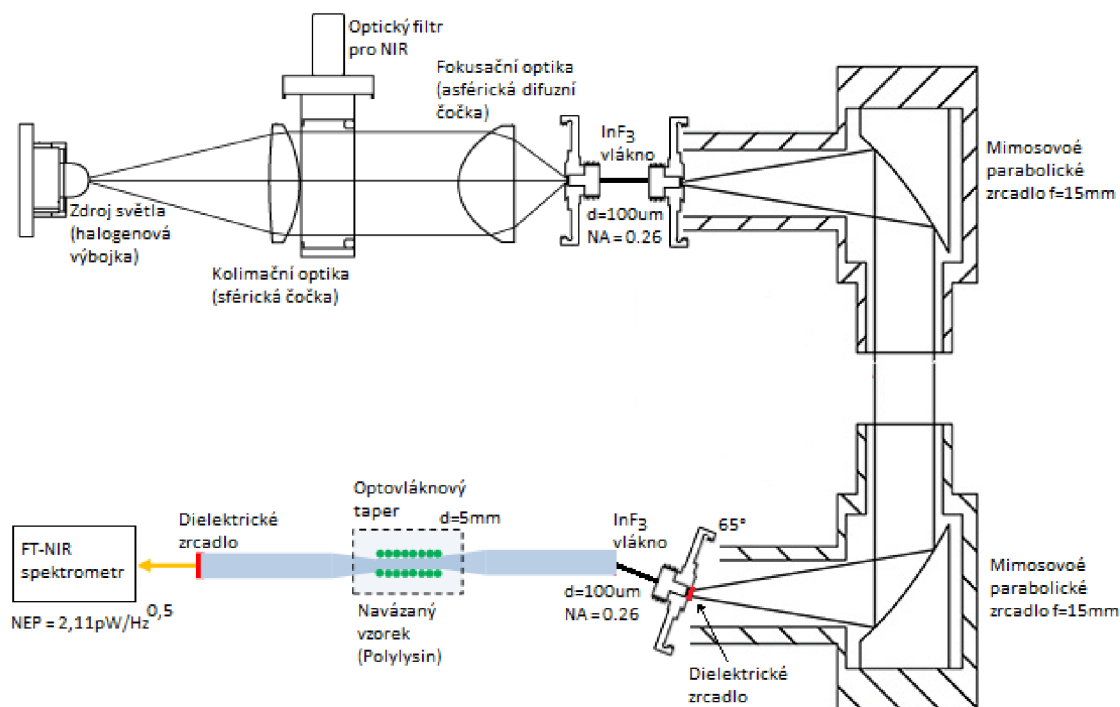 Optický filtr
pro NIR
Fokusační optika
(asférická difuzní
čočka)
InF3
vlákno
d=100um
NA = 0.26
Mimosovoé
parabolické
zrcadlo f=15mm
Zdroj světla
(halogenová
výbojka)
Kolimační optika
(sférická čočka)
Optovláknový
taper
d=5mm
Dielektrické
zrcadlo
InF3
vlákno
65°
FT-NIR
spektrometr
NEP = 2,11pW/Hz0,5
Navázaný
vzorek
(Polylysin)
d=100um
NA = 0.26
Dielektrické
zrcadlo
Mimosovoé
parabolické
zrcadlo f=15mm